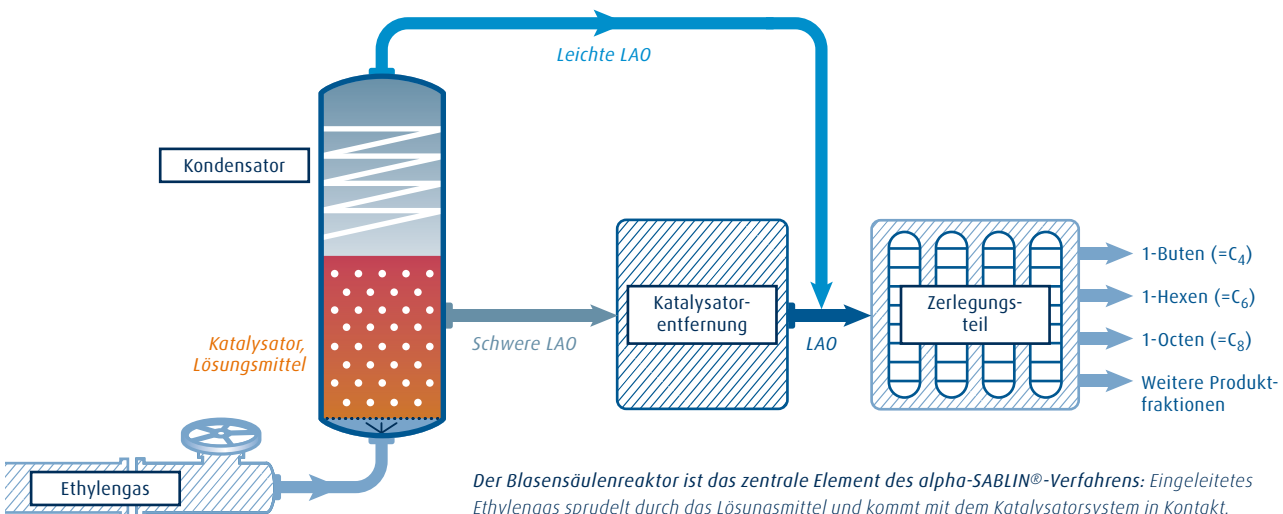 Leichte LAO
Kondensator
Katalysator,
Lösungsmittel
Schwere LAO
Katalysator-
entfernung
LAO
Zerlegungs-
teil
1-Buten (=C₄)
1-Hexen (=C₆)
1-Octen (=C₈)
Weitere Produkt-
fraktionen
Ethylengas
Der Blasensäulenreaktor ist das zentrale Element des alpha-SABLIN®-Verfahrens: Eingeleitetes
Ethylengas sprudelt durch das Lösungsmittel und kommt mit dem Katalysatorsystem in Kontakt.